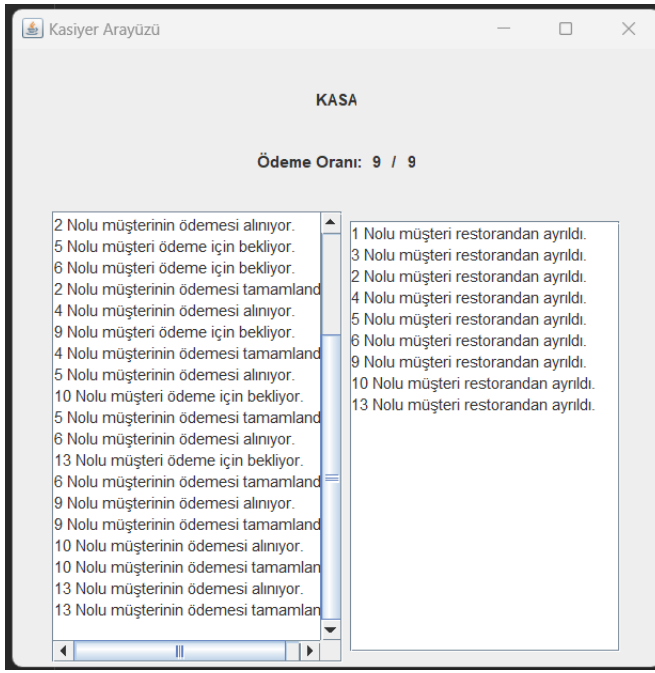 Kasiyer Arayüzü
KASA
Ödeme Oranı: 9 / 9
2 Nolu müşterinin ödemesi alınıyor.
5 Nolu müşteri ödeme için bekliyor.
6 Nolu müşteri ödeme için bekliyor.
2 Nolu müşterinin ödemesi tamamland
4 Nolu müşterinin ödemesi alınıyor.
9 Nolu müşteri ödeme için bekliyor.
4 Nolu müşterinin ödemesi tamamland
5 Nolu müşterinin ödemesi alınıyor.
10 Nolu müşteri ödeme için bekliyor.
5 Nolu müşterinin ödemesi tamamland
6 Nolu müşterinin ödemesi alınıyor.
13 Nolu müşteri ödeme için bekliyor.
6 Nolu müşterinin ödemesi tamamland
9 Nolu müşterinin ödemesi alınıyor.
9 Nolu müşterinin ödemesi tamamland
10 Nolu müşterinin ödemesi alınıyor.
10 Nolu müşterinin ödemesi tamamlan
13 Nolu müşterinin ödemesi alınıyor.
13 Nolu müşterinin ödemesi tamamlan
1 Nolu müşteri restorandan ayrıldı.
3 Nolu müşteri restorandan ayrıldı.
2 Nolu müşteri restorandan ayrıldı.
4 Nolu müşteri restorandan ayrıldı.
5 Nolu müşteri restorandan ayrıldı.
6 Nolu müşteri restorandan ayrıldı.
9 Nolu müşteri restorandan ayrıldı.
10 Nolu müşteri restorandan ayrıldı.
13 Nolu müşteri restorandan ayrıldı.